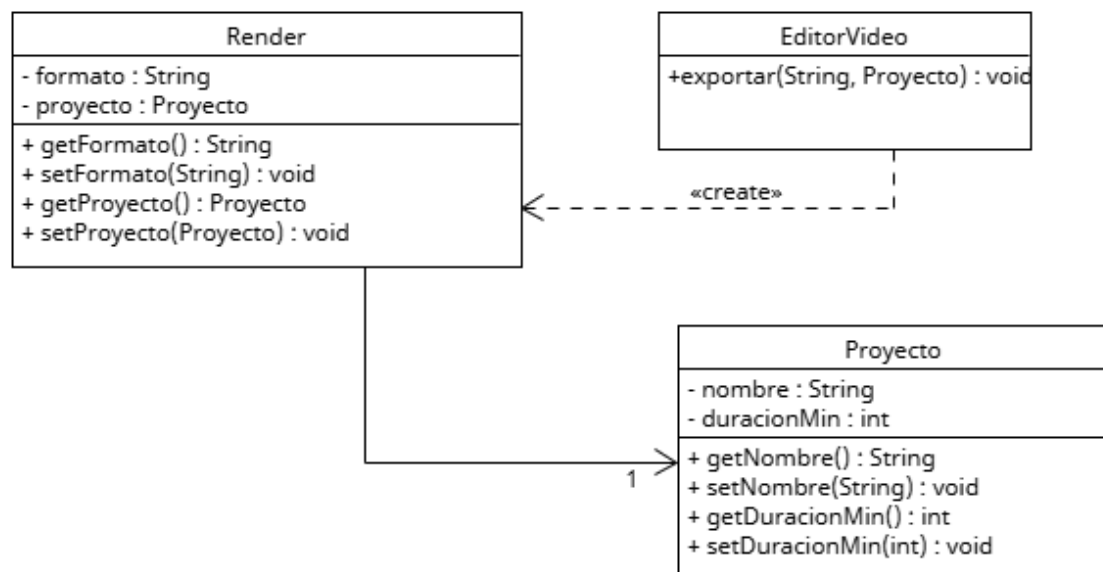 Render
- formato : String
- proyecto : Proyecto
+ getFormato() : String
+ setFormato(String) : void
+ getProyecto() : Proyecto
+ setProyecto(Proyecto) : void
EditorVideo
+exportar(String, Proyecto) : void
«create»
1
Proyecto
- nombre : String
- duracionMin : int
+ getNombre() : String
+ setNombre(String) : void
+ getDuracionMin() : int
+ setDuracionMin(int) : void